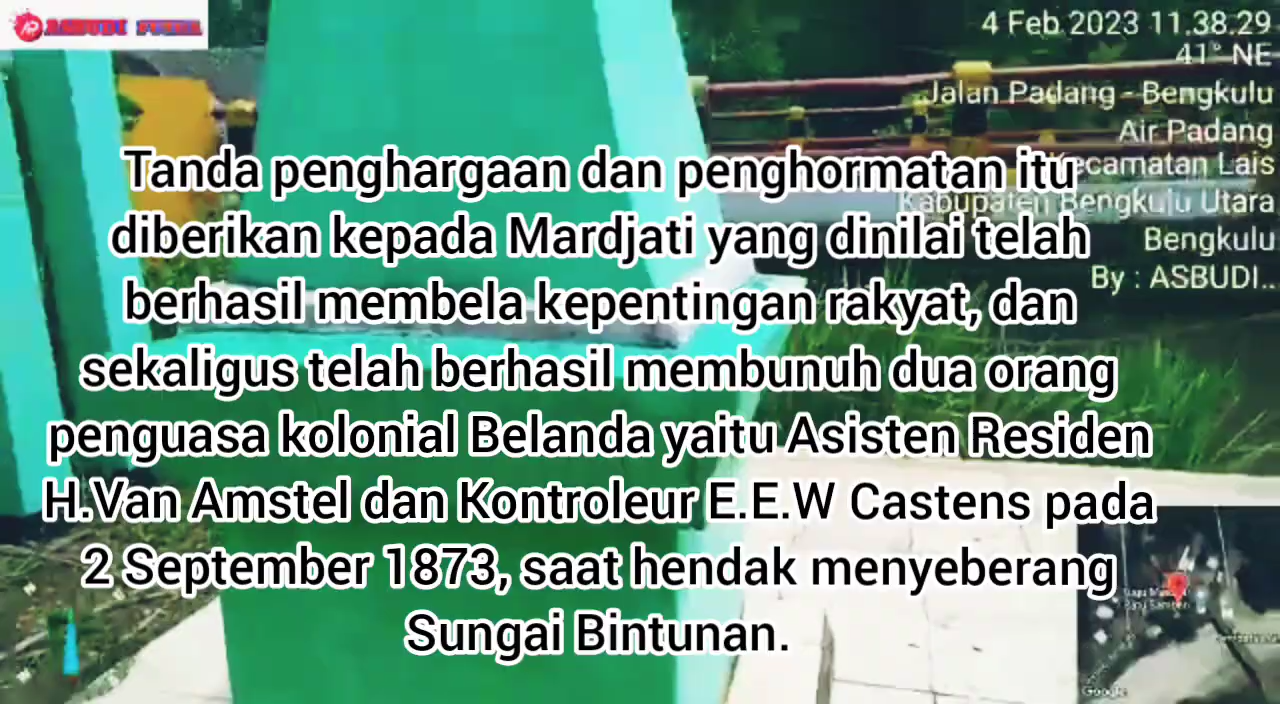 ASBUDI PUTRA
4 Feb 2023 11.38.29
41° NE
Jalan Padang - Bengkulu
Air Padang
Kecamatan Lais
Kabupaten Bengkulu Utara
Bengkulu
By : ASBUDI..
Tanda penghargaan dan penghormatan itu
diberikan kepada Mardjati yang dinilai telah
berhasil membela kepentingan rakyat, dan
sekaligus telah berhasil membunuh dua orang
penguasa kolonial Belanda yaitu Asisten Residen
H.Van Amstel dan Kontroleur E.E.W Castens pada
2 September 1873, saat hendak menyeberang
Sungai Bintunan.
Google